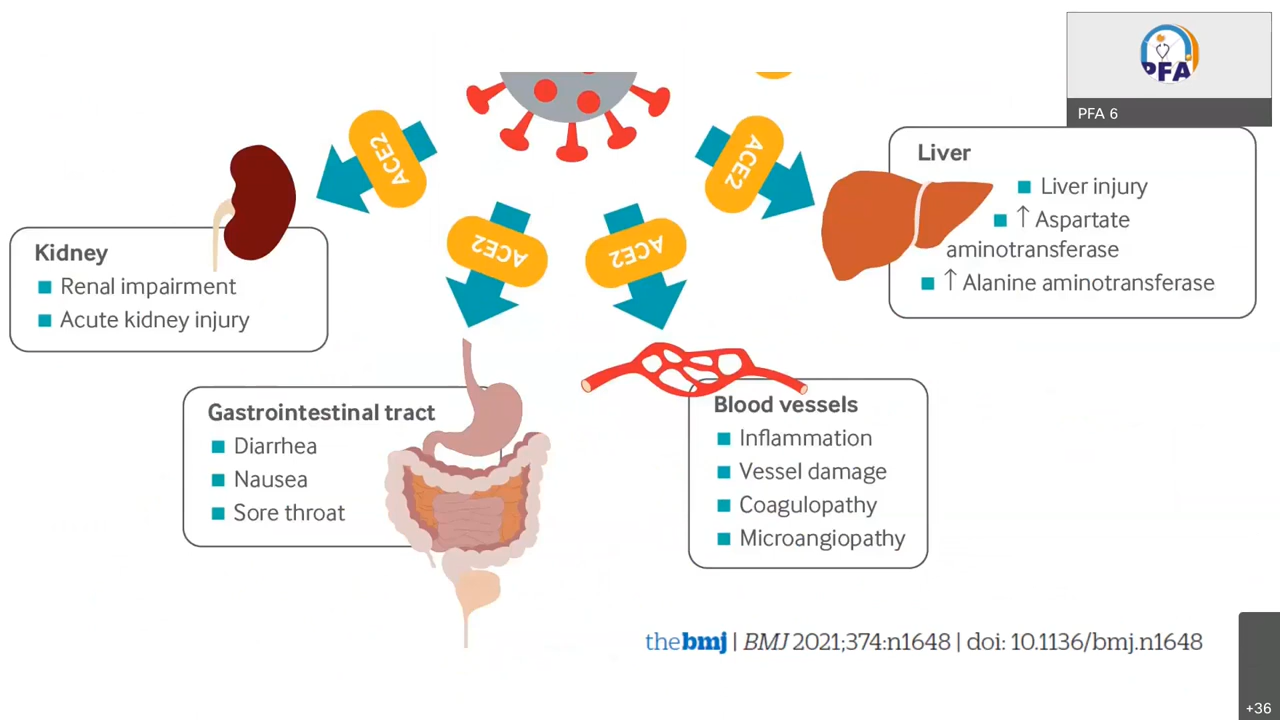 PFA
PFA 6
ACE2
ACE2
ACE2
ACE2
Liver
Liver injury
↑ Aspartate
aminotransferase
↑ Alanine aminotransferase
Kidney
Renal impairment
Acute kidney injury
Gastrointestinal tract
Diarrhea
Nausea
Sore throat
Blood vessels
Inflammation
Vessel damage
Coagulopathy
Microangiopathy
thebmj | BMJ 2021;374:n1648 | doi: 10.1136/bmj.n1648
+36